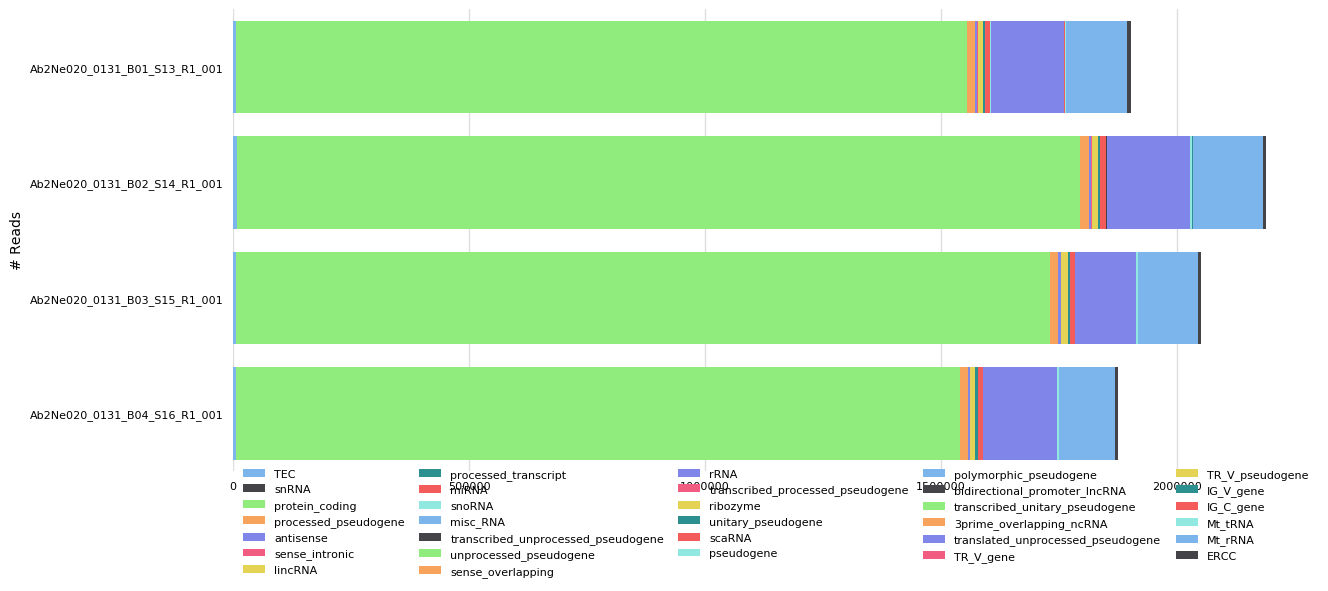 Ab2Ne020_0131_B01_S13_R1_001
Ab2Ne020_0131_B02_S14_R1_001
# Reads
Ab2Ne020_0131_B03_S15_R1_001
Ab2Ne020_0131_B04_S16_R1_001
0 500000 1000000 1500000 2000000
TEC
snRNA
protein_coding
processed_pseudogene
antisense
sense_intronic
lincRNA
processed_transcript
miRNA
snoRNA
misc_RNA
transcribed_unprocessed_pseudogene
unprocessed_pseudogene
sense_overlapping
rRNA
transcribed_processed_pseudogene
ribozyme
unitary_pseudogene
scaRNA
pseudogene
polymorphic_pseudogene
bidirectional_promoter_lncRNA
transcribed_unitary_pseudogene
3prime_overlapping_ncRNA
translated_unprocessed_pseudogene
TR_V_gene
TR_V_pseudogene
IG_V_gene
IG_C_gene
Mt_tRNA
Mt_rRNA
ERCC